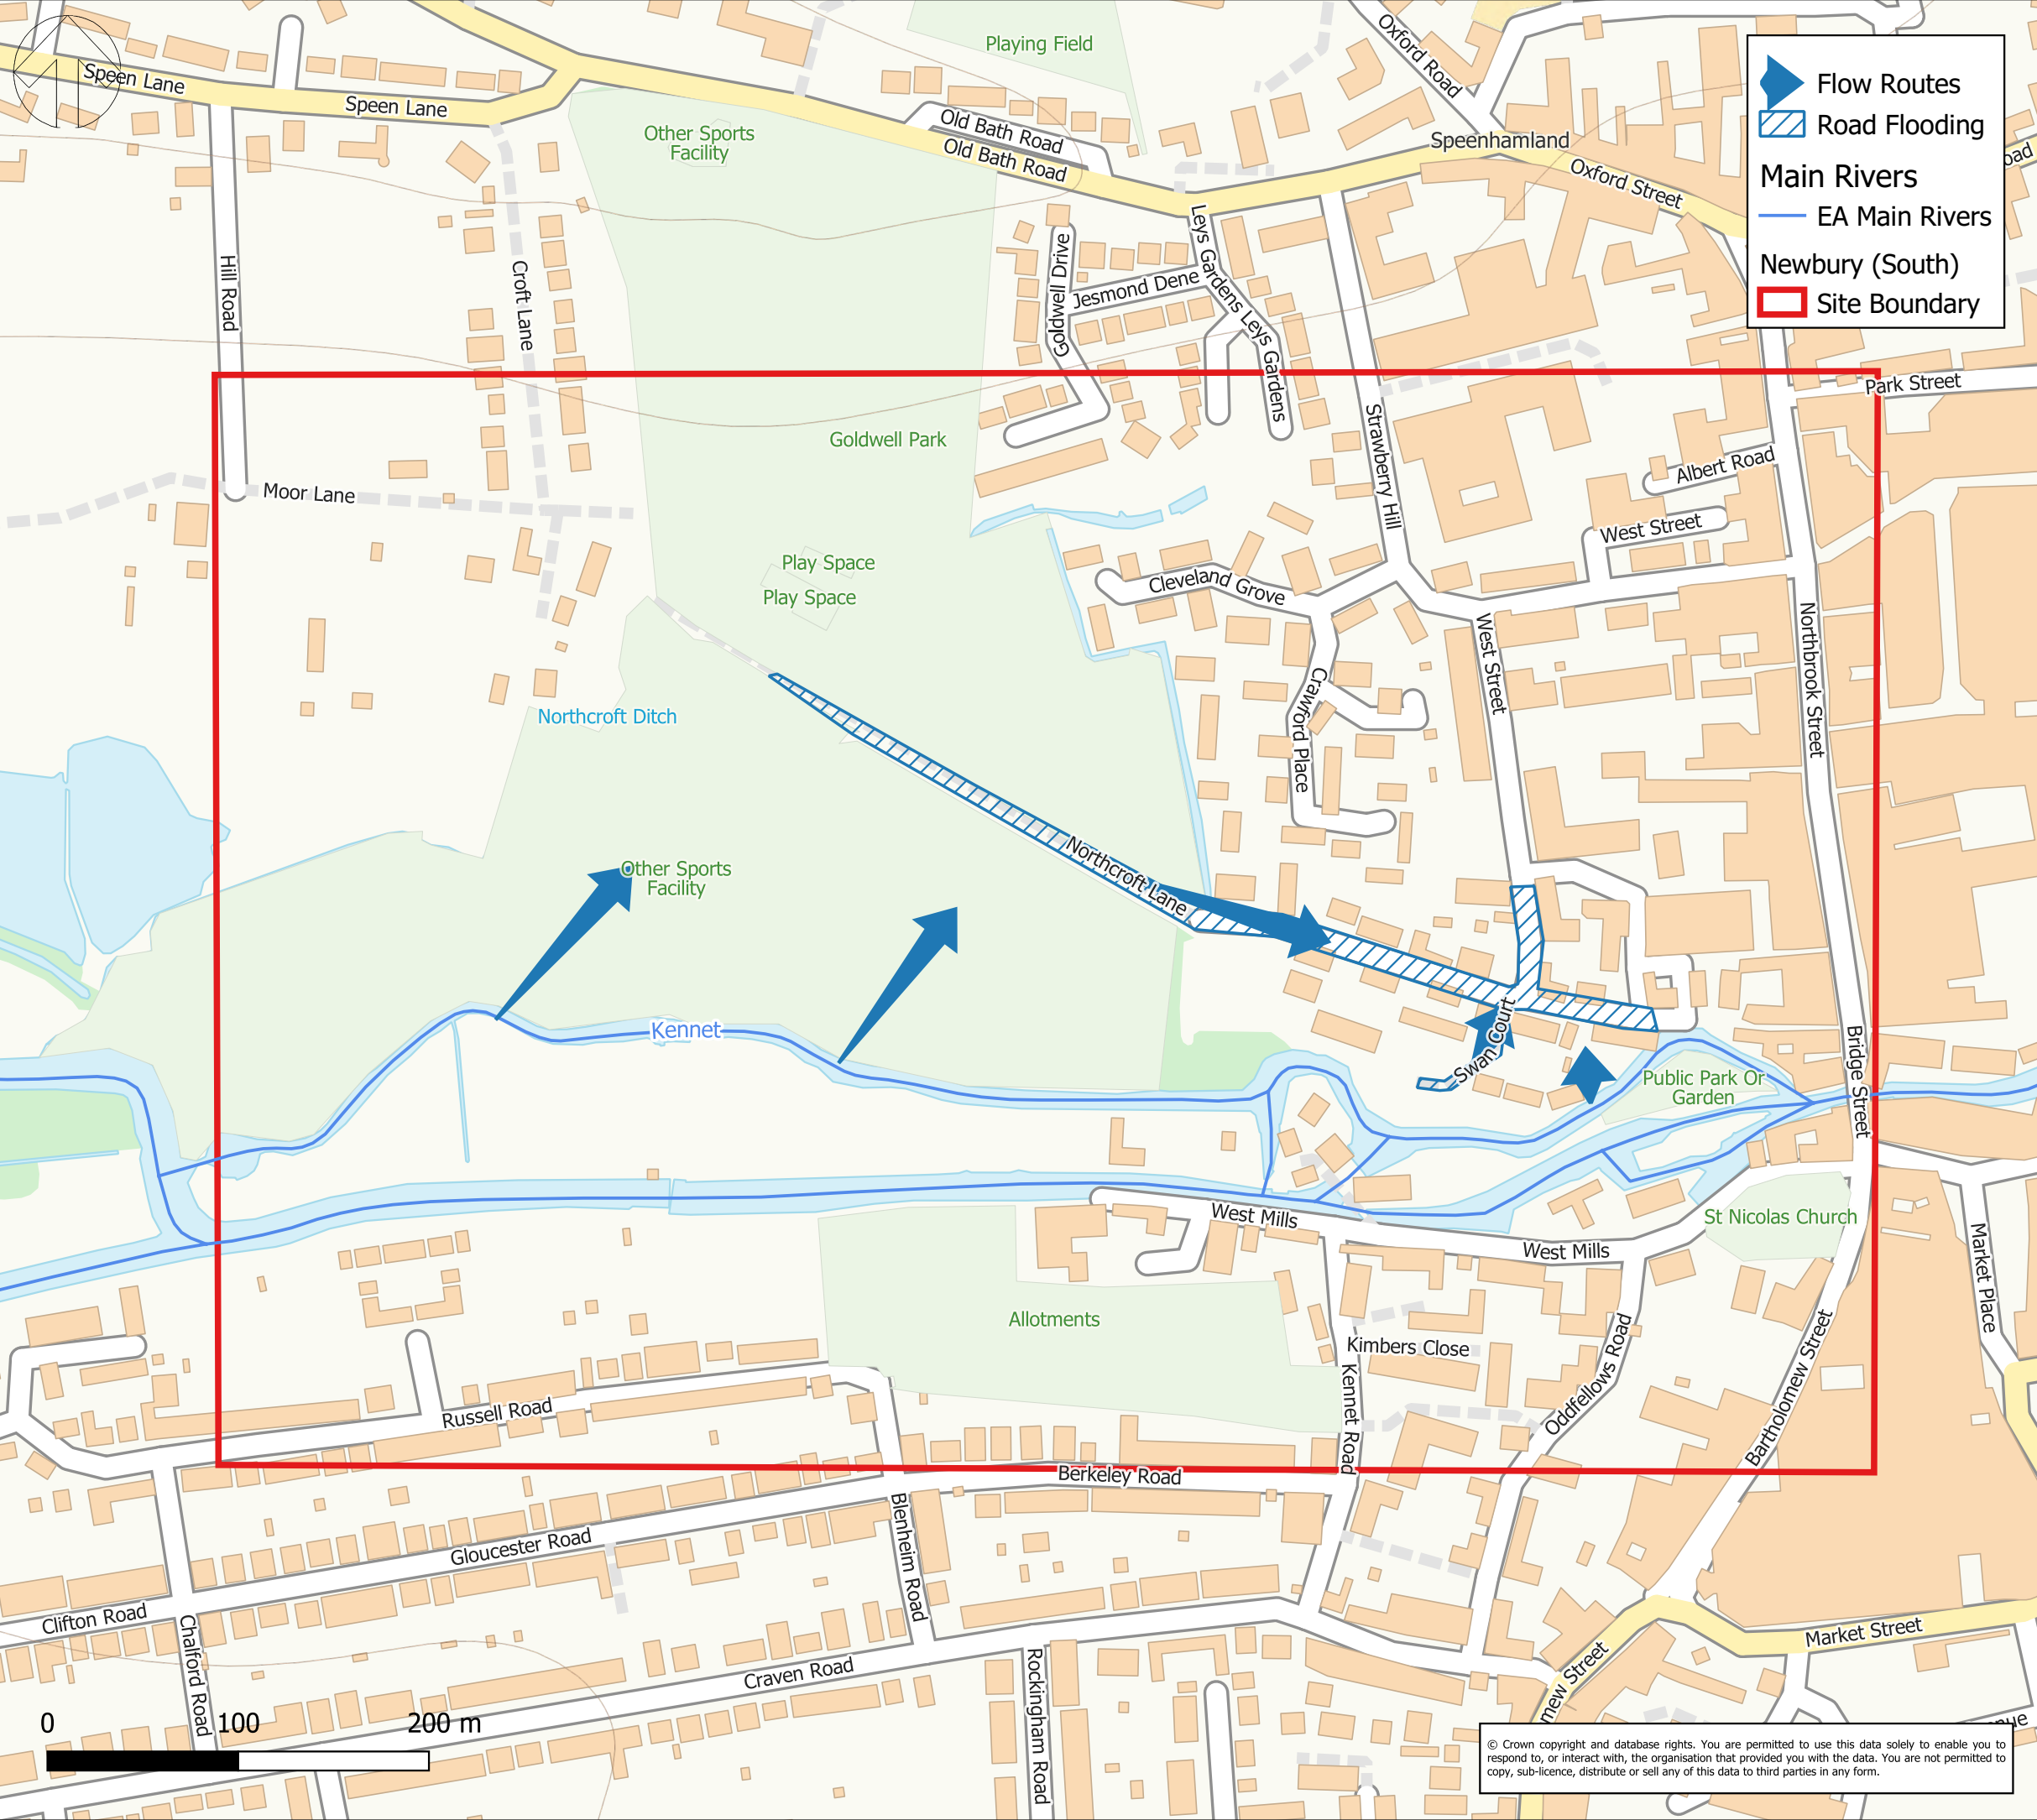 Playing Field
Oxford Road
Speen Lane
Speen Lane
Other Sports
Facility
Old Bath Road
Old Bath Road
Speenhamland
Oxford Street
Flow Routes
Road Flooding
Main Rivers
EA Main Rivers
Newbury (South)
Site Boundary
Hill Road
Croft Lane
Goldwell Drive
Jesmond Dene
Leys Gardens
Leys Gardens
Park Street
Strawberry Hill
Goldwell Park
Albert Road
Moor Lane
West Street
Play Space
Play Space
Cleveland Grove
West Street
Northbrook Street
Crawford Place
Northcroft Ditch
Northcroft Lane
Other Sports
Facility
Kennet
Swan Court
Public Park Or
Garden
Bridge Street
West Mills
West Mills
St Nicolas Church
Market Place
Allotments
Kimbers Close
Kennet Road
Oddfellows Road
Bartholomew Street
Russell Road
Berkeley Road
Gloucester Road
Blenheim Road
Clifton Road
Chalford Road
Craven Road
Rockingham Road
Market Street
mew Street
0 100 200 m
© Crown copyright and database rights. You are permitted to use this data solely to enable you to
respond to, or interact with, the organisation that provided you with the data. You are not permitted to
copy, sub-licence, distribute or sell any of this data to third parties in any form.